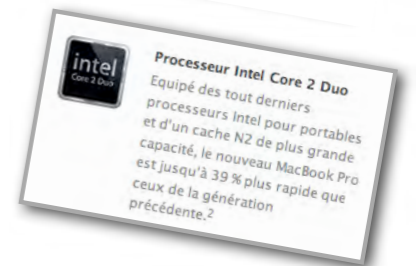 intel
Core 2 Duo
Processeur Intel Core 2 Duo
Equipé des tout derniers
processeurs Intel pour portables
et d'un cache N2 de plus grande
capacité, le nouveau MacBook Pro
est jusqu'à 39 % plus rapide que
ceux de la génération
précédente.2